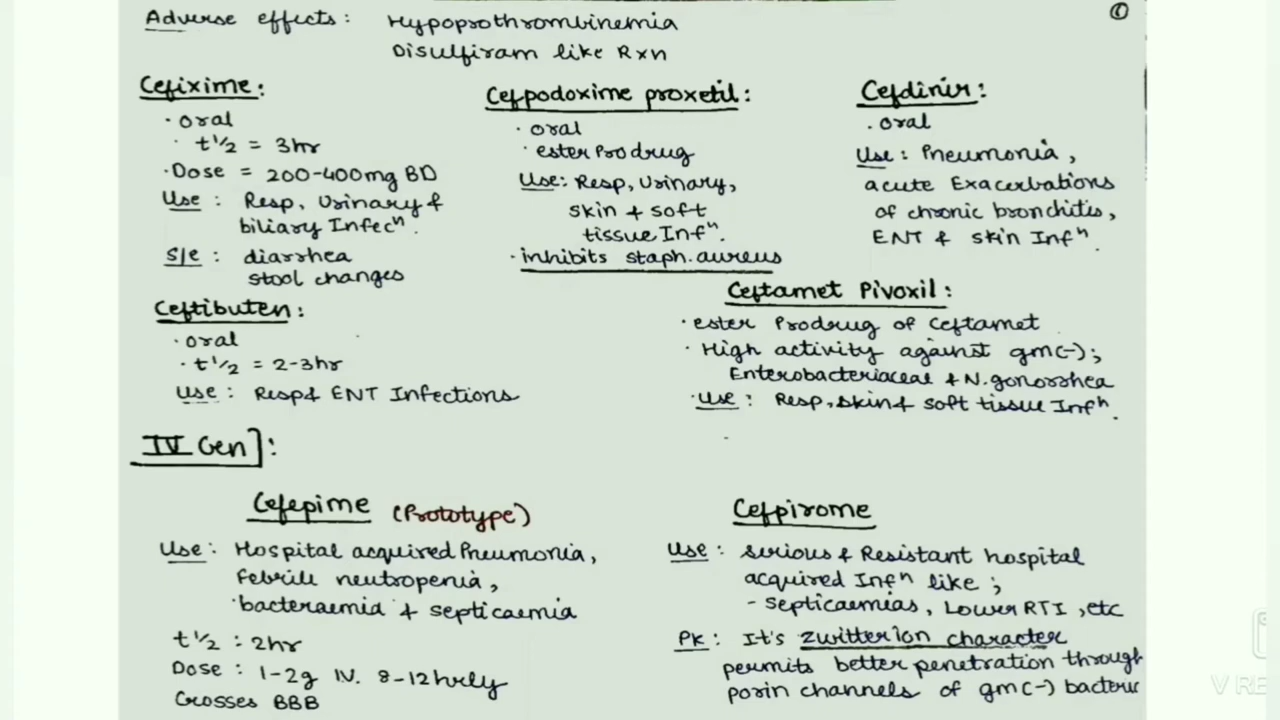 Adverse effects: Hypoprothrombinemia
Disulfiram like Rxn
Cefixime:
· oral
· t½ = 3hr
· Dose = 200-400mg BD
Use: Resp, Urinary &
biliary Infecⁿ.
S/e: diarrhea
stool changes
Cefpodoxime proxetil:
· oral
· ester Prodrug
Use: Resp, Urinary,
skin + soft
tissue Infⁿ.
· inhibits staph. aureus
Cefdinir:
· oral
Use: Pneumonia,
acute Exacerbations
of chronic bronchitis,
ENT & skin Infⁿ.
Ceftibuten:
· oral
· t½ = 2-3hr
Use: Resp & ENT Infections
Ceftamet Pivoxil:
· ester Prodrug of Ceftamet
· High activity against gm(-);
Enterobacteriaceae + N. gonorrhea
· Use: Resp, skin & soft tissue Infⁿ.
IV Gen]:
Cefepime (Prototype)
Use: Hospital acquired Pneumonia,
Febrile neutropenia,
bacteraemia + septicaemia
t½ : 2hr
Dose: 1-2g IV. 8-12hrly
Crosses BBB
Cefpirome
Use: serious & Resistant hospital
acquired Infⁿ like;
- septicaemias, Lower RTI, etc
Pk: It's zwitterion character
permits better penetration through
porin channels of gm(-) bacteria
V RE